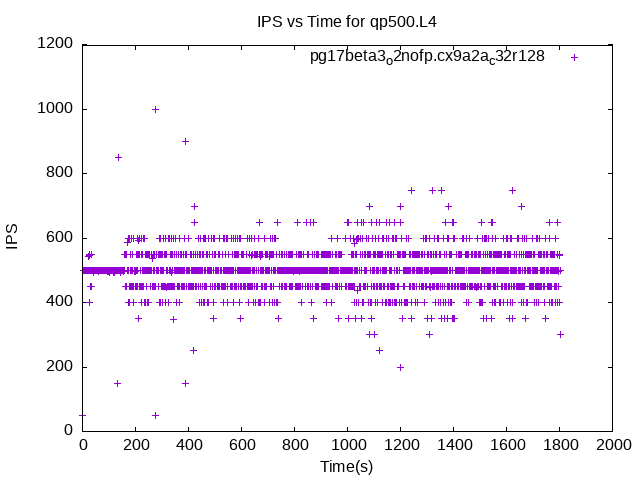 IPS vs Time for qp500.L4
1200
pg17beta3o2nofp.cx9a2ac32r128
1000
800
600
400
200
0
IPS
0 200 400 600 800 1000 1200 1400 1600 1800 2000
Time(s)